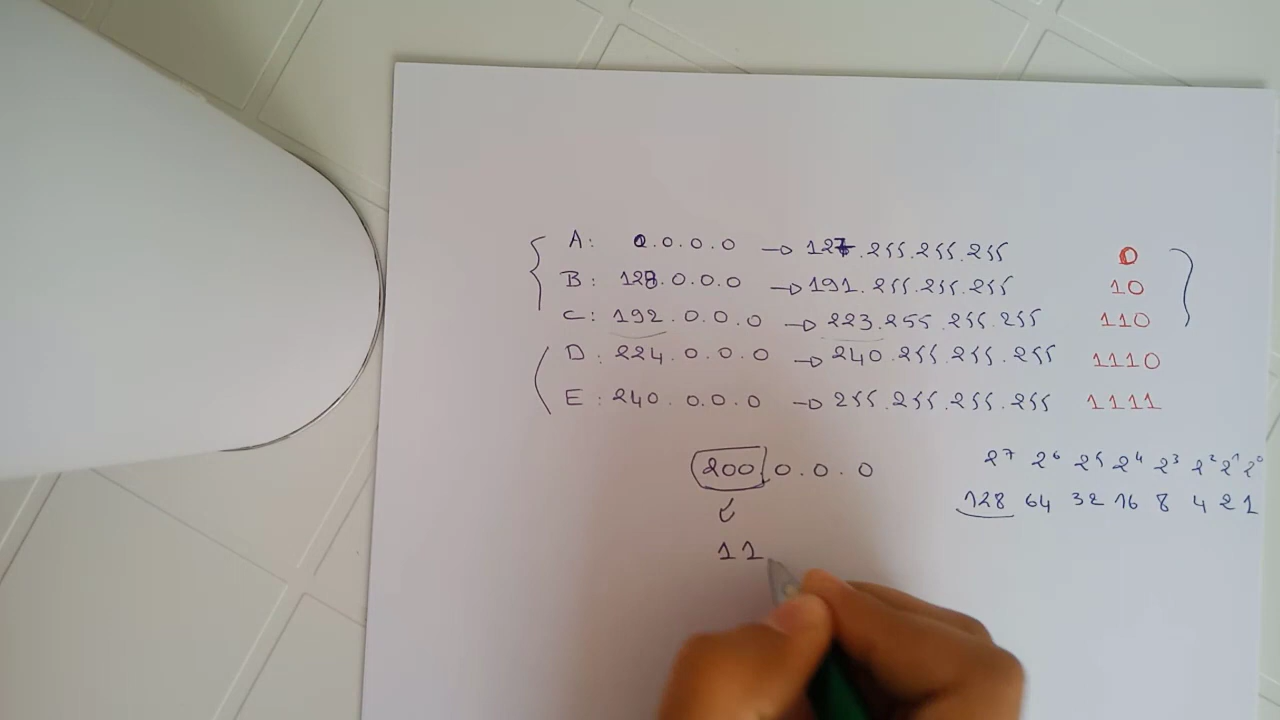 A: 0.0.0.0 → 127.255.255.255 0
B: 128.0.0.0 → 191.255.255.255 10
C: 192.0.0.0 → 223.255.255.255 110
D: 224.0.0.0 → 240.255.255.255 1110
E: 240.0.0.0 → 255.255.255.255 1111
200.0.0.0
2⁷ 2⁶ 2⁵ 2⁴ 2³ 2² 2¹ 2⁰
128 64 32 16 8 4 2 1
11